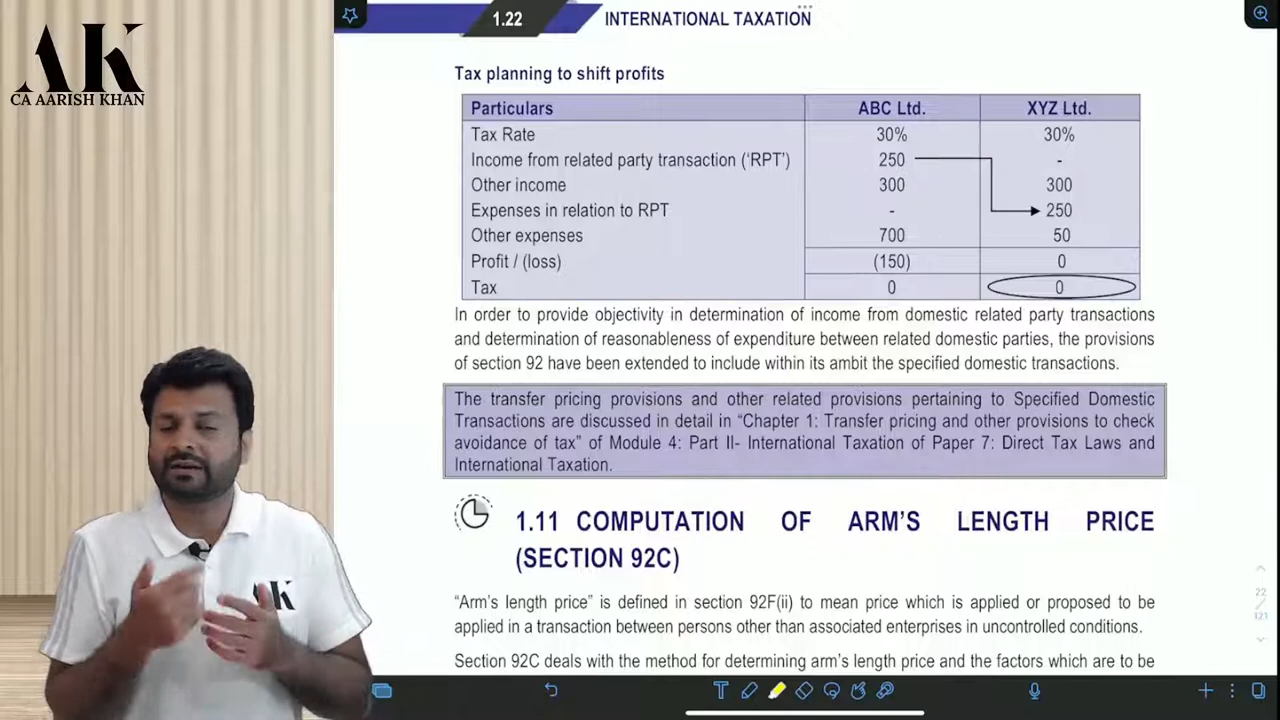 AK
CA AARISH KHAN
1.22 INTERNATIONAL TAXATION
Tax planning to shift profits
Particulars ABC Ltd. XYZ Ltd.
Tax Rate 30% 30%
Income from related party transaction (‘RPT’) 250 -
Other income 300 300
Expenses in relation to RPT - 250
Other expenses 700 50
Profit / (loss) (150) 0
Tax 0 0
In order to provide objectivity in determination of income from domestic related party transactions
and determination of reasonableness of expenditure between related domestic parties, the provisions
of section 92 have been extended to include within its ambit the specified domestic transactions.
The transfer pricing provisions and other related provisions pertaining to Specified Domestic
Transactions are discussed in detail in “Chapter 1: Transfer pricing and other provisions to check
avoidance of tax” of Module 4: Part II- International Taxation of Paper 7: Direct Tax Laws and
International Taxation.
1.11 COMPUTATION OF ARM’S LENGTH PRICE
(SECTION 92C)
“Arm’s length price” is defined in section 92F(ii) to mean price which is applied or proposed to be
applied in a transaction between persons other than associated enterprises in uncontrolled conditions.
Section 92C deals with the method for determining arm’s length price and the factors which are to be
22
/
121
AK
T